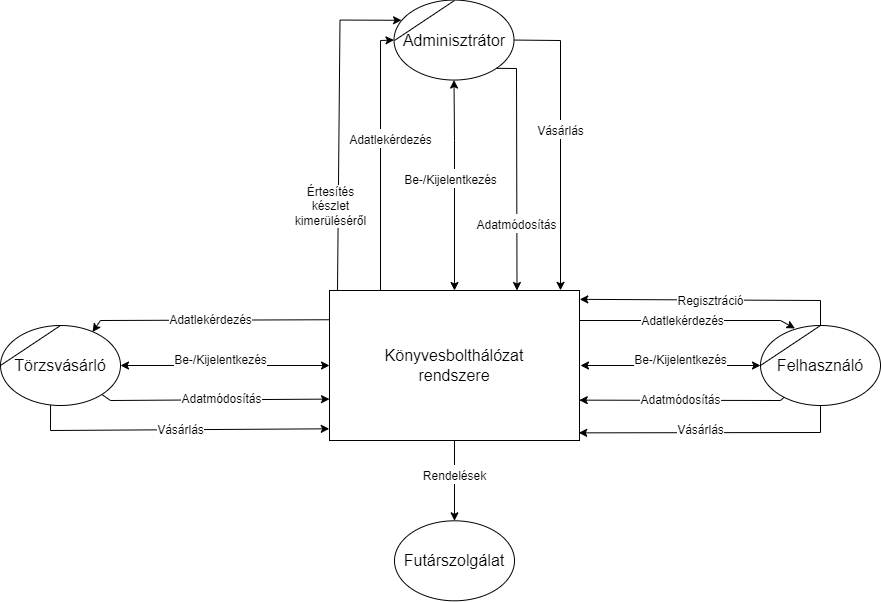 Adminisztrátor
Adatlekérdezés
Vásárlás
Be-/Kijelentkezés
Értesítés
készlet
kimerüléséről
Adatmódosítás
Regisztráció
Adatlekérdezés
Adatlekérdezés
Könyvesbolthálózat
rendszere
Törzsvásárló
Be-/Kijelentkezés
Be-/Kijelentkezés
Felhasználó
Adatmódosítás
Adatmódosítás
Vásárlás
Vásárlás
Rendelések
Futárszolgálat